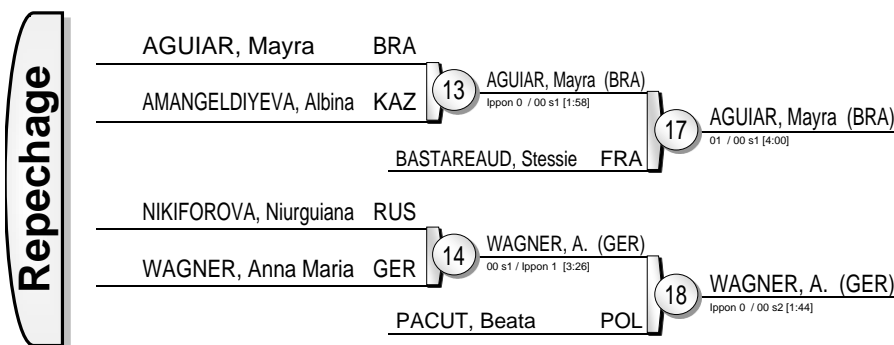 Repechage
AGUIAR, Mayra BRA
AMANGELDIYEVA, Albina KAZ
13
AGUIAR, Mayra (BRA)
Ippon 0 / 00 s1 [1:58]
BASTAREAUD, Stessie FRA
17
AGUIAR, Mayra (BRA)
01 / 00 s1 [4:00]
NIKIFOROVA, Niurguiana RUS
WAGNER, Anna Maria GER
14
WAGNER, A. (GER)
00 s1 / Ippon 1 [3:26]
PACUT, Beata POL
18
WAGNER, A. (GER)
Ippon 0 / 00 s2 [1:44]